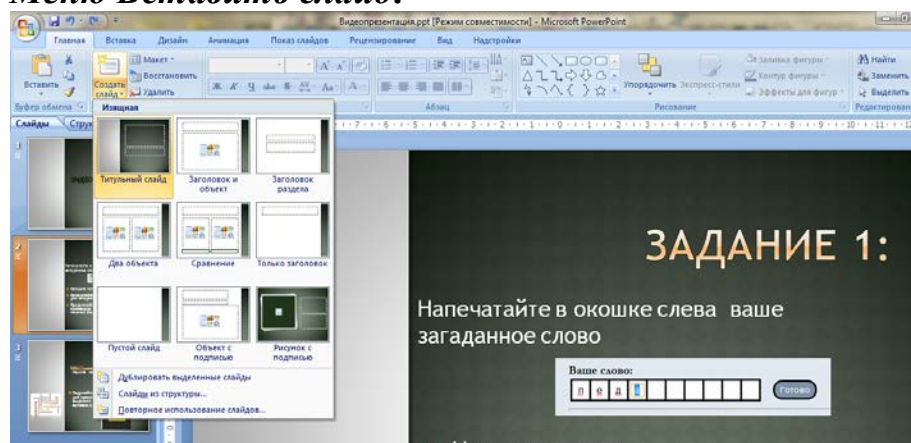 Меню Вставить слайд:
Видеопрезентация.ppt [Режим совместимости] - Microsoft PowerPoint
Главная Вставка Дизайн Анимация Показ слайдов Рецензирование Вид Надстройки
Вставить
Создать слайд
Макет
Восстановить
Удалить
Ж К Ч
Упорядочить Экспресс-стили
Заливка фигуры
Контур фигуры
Эффекты для фигур
Найти
Заменить
Выделить
Буфер обмена
Абзац
Рисование
Слайды
Изящная
Титульный слайд
Заголовок и объект
Заголовок раздела
Два объекта
Сравнение
Только заголовок
Пустой слайд
Объект с подписью
Рисунок с подписью
Дублировать выделенные слайды
Слайды из структуры...
Повторное использование слайдов...
1
2
3
ЗАДАНИЕ 1:
Напечатайте в окошке слева ваше
загаданное слово
Ваше слово:
п е д
Готово